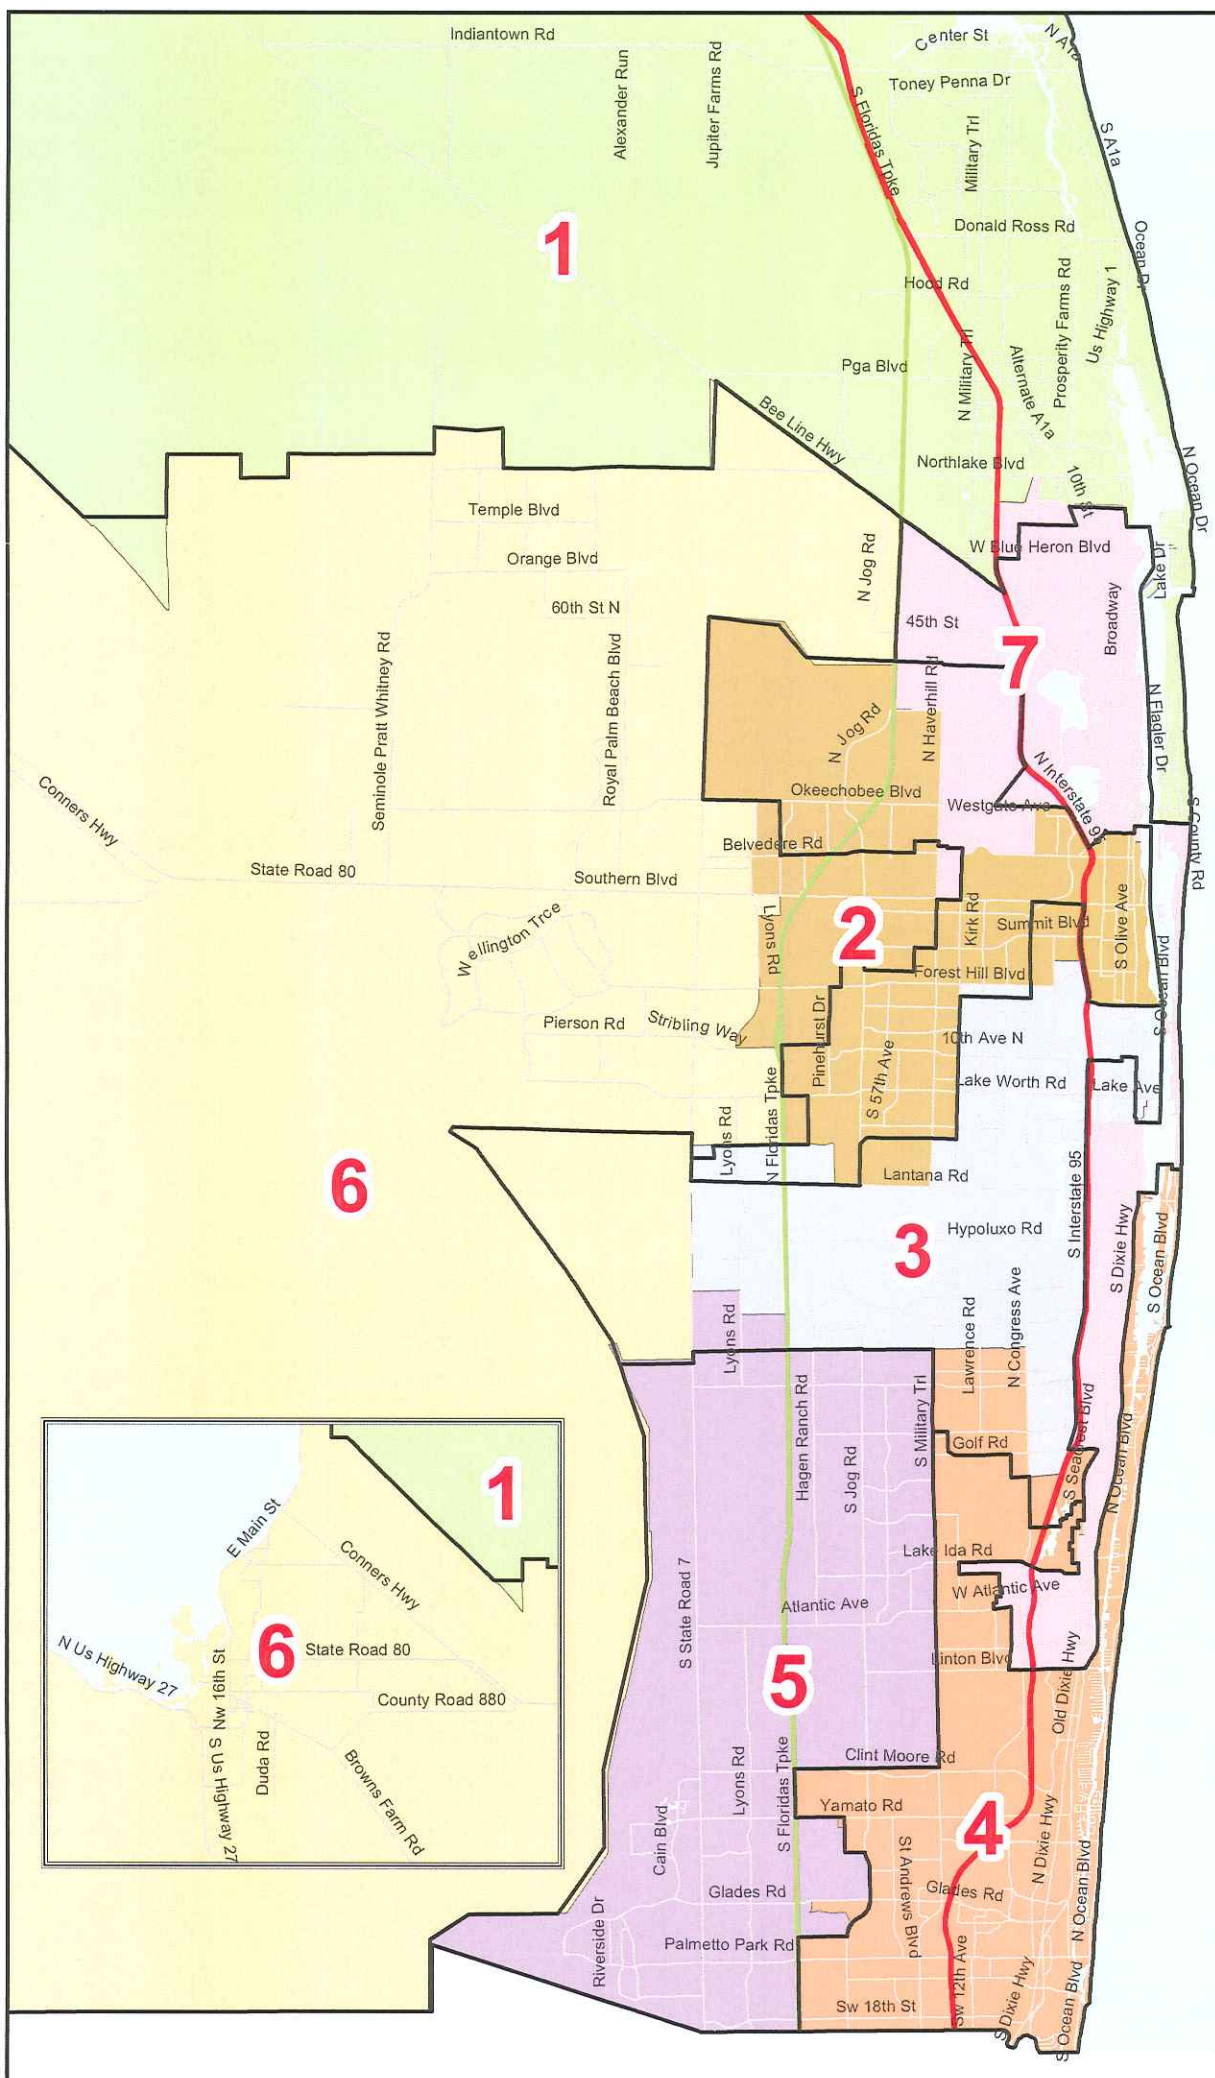 Indiantown Rd
Alexander Run
Jupiter Farms Rd
S Floridas Tpke
Center St
N A1a
Toney Penna Dr
S A1a
Military Trl
Donald Ross Rd
Ocean Dr
1
Hood Rd
Prosperity Farms Rd
Us Highway 1
Pga Blvd
N Military Trl
Alternate A1a
Bee Line Hwy
Northlake Blvd
10th St
N Ocean Dr
Temple Blvd
Orange Blvd
N Jog Rd
W Blue Heron Blvd
Lake Dr
60th St N
45th St
Broadway
Seminole Pratt Whitney Rd
Royal Palm Beach Blvd
7
N Haverhill Rd
N Flagler Dr
N Jog Rd
Conners Hwy
Okeechobee Blvd
Westgate Ave
N Interstate 95
S County Rd
Belvedere Rd
State Road 80
Southern Blvd
Wellington Trce
Lyons Rd
2
Kirk Rd
Summit Blvd
S Olive Ave
Forest Hill Blvd
S Ocean Blvd
Pierson Rd
Stribling Way
Pinehurst Dr
10th Ave N
S 57th Ave
Lake Worth Rd
Lake Ave
Lyons Rd
N Floridas Tpke
Lantana Rd
6
S Interstate 95
3
Hypoluxo Rd
S Dixie Hwy
S Ocean Blvd
Lyons Rd
Lawrence Rd
N Congress Ave
Hagen Ranch Rd
S Military Trl
S Jog Rd
Golf Rd
S Seacrest Blvd
N Ocean Blvd
1
E Main St
Conners Hwy
Lake Ida Rd
S State Road 7
Atlantic Ave
W Atlantic Ave
6
State Road 80
N Us Highway 27
Nw 16th St
County Road 880
5
Linton Blvd
Old Dixie Hwy
S Us Highway 27
Duda Rd
Browns Farm Rd
Lyons Rd
S Floridas Tpke
Clint Moore Rd
Cain Blvd
Yamato Rd
4
N Dixie Hwy
St Andrews Blvd
Glades Rd
Glades Rd
N Ocean Blvd
Riverside Dr
Palmetto Park Rd
Sw 12th Ave
Sw 18th St
S Dixie Hwy
S Ocean Blvd